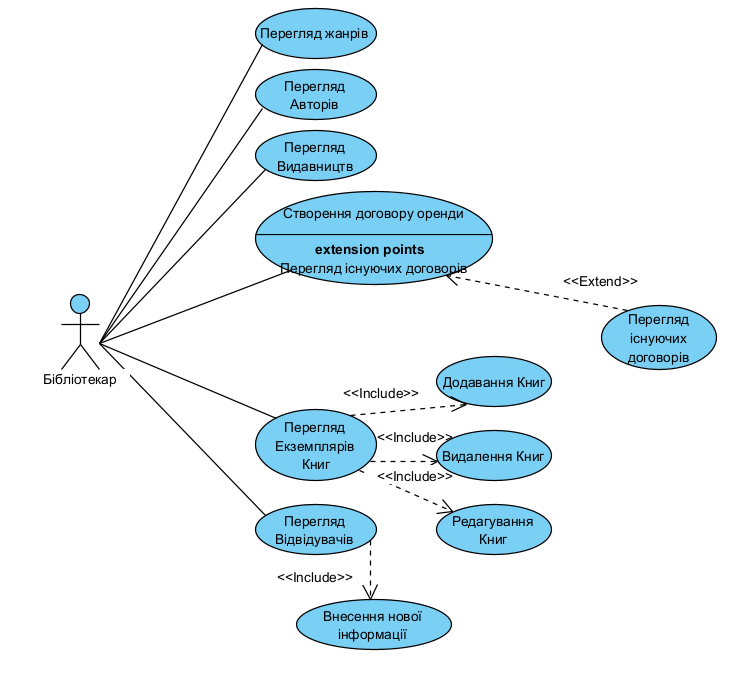 Перегляд жанрів
Перегляд
Авторів
Перегляд
Видавництв
Створення договору оренди
extension points
Перегляд існуючих договорів
<<Extend>>
Перегляд
існуючих
договорів
Бібліотекар
<<Include>>
Додавання Книг
Перегляд
Екземплярів
Книг
<<Include>>
Видалення Книг
<<Include>>
Редагування
Книг
Перегляд
Відвідувачів
<<Include>>
Внесення нової
інформації